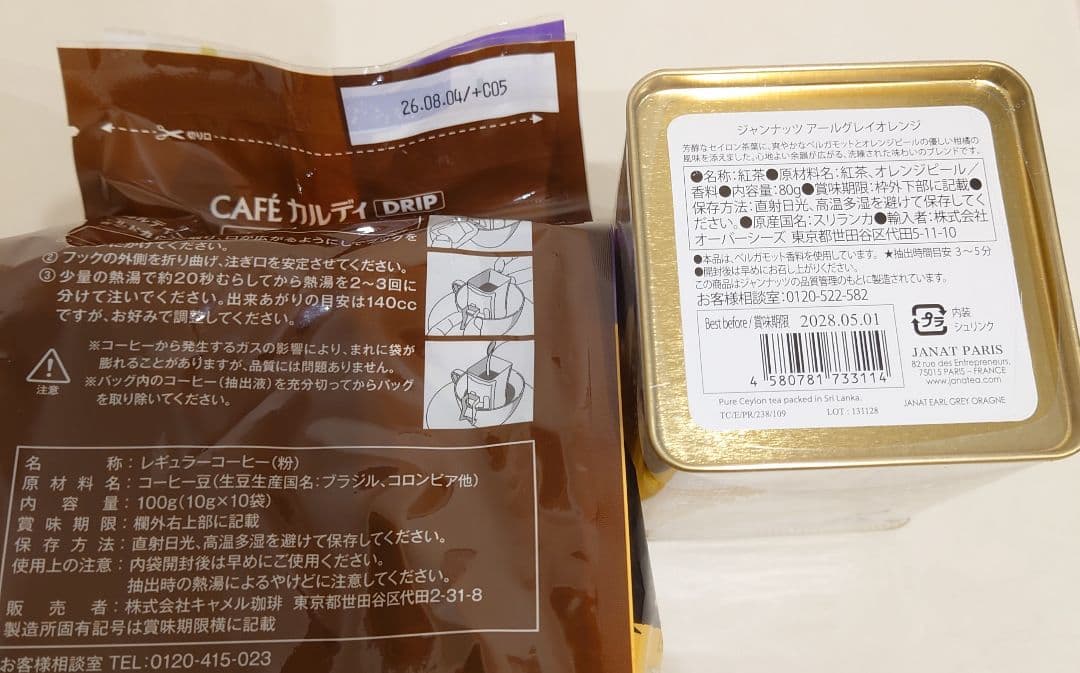 26.08.04/+C05
切り口
CAFÉ カルディ DRIP
にかけてください。
② フックの外側を折り曲げ、注ぎ口を安定させてください。
③ 少量の熱湯で約20秒むらしてから熱湯を2～3回に
分けて注いでください。出来あがりの目安は140cc
ですが、お好みで調整してください。
注意
※コーヒーから発生するガスの影響により、まれに袋が
膨れることがありますが、品質には問題ありません。
※バッグ内のコーヒー(抽出液)を充分切ってからバッグ
を取り除いてください。
名 称：レギュラーコーヒー(粉)
原材料名：コーヒー豆(生豆生産国名：ブラジル、コロンビア他)
内容量：100g(10g×10袋)
賞味期限：欄外右上部に記載
保存方法：直射日光、高温多湿を避けて保存してください。
使用上の注意：内袋開封後は早めにご使用ください。
抽出時の熱湯によるやけどに注意してください。
販売者：株式会社キャメル珈琲 東京都世田谷区代田2-31-8
製造所固有記号は賞味期限横に記載
お客様相談室 TEL:0120-415-023
ジャンナッツ アールグレイオレンジ
芳醇なセイロン茶葉に、爽やかなベルガモットとオレンジピールの優しい柑橘の
風味を添えました。心地よい余韻が広がる、洗練された味わいのブレンドです。
●名称：紅茶●原材料名：紅茶、オレンジピール／
香料●内容量：80g●賞味期限：枠外下部に記載●
保存方法：直射日光、高温多湿を避けて保存してくだ
さい。●原産国名：スリランカ●輸入者：株式会社
オーバーシーズ 東京都世田谷区代田5-11-10
●本品は、ベルガモット香料を使用しています。 ★抽出時間目安 3～5分
●開封後は早めにお召し上がりください。
この商品はジャンナッツの品質管理のもとに製造されています。
お客様相談室：0120-522-582
Best before / 賞味期限 2028.05.01
4 580781 733114
プラ
内装
シュリンク
JANAT PARIS
82 rue des Entrepreneurs,
75015 PARIS – FRANCE
www.janatea.com
Pure Ceylon tea packed in Sri Lanka.
TC/E/PR/238/109 LOT : 131128
JANAT EARL GREY ORAGNE